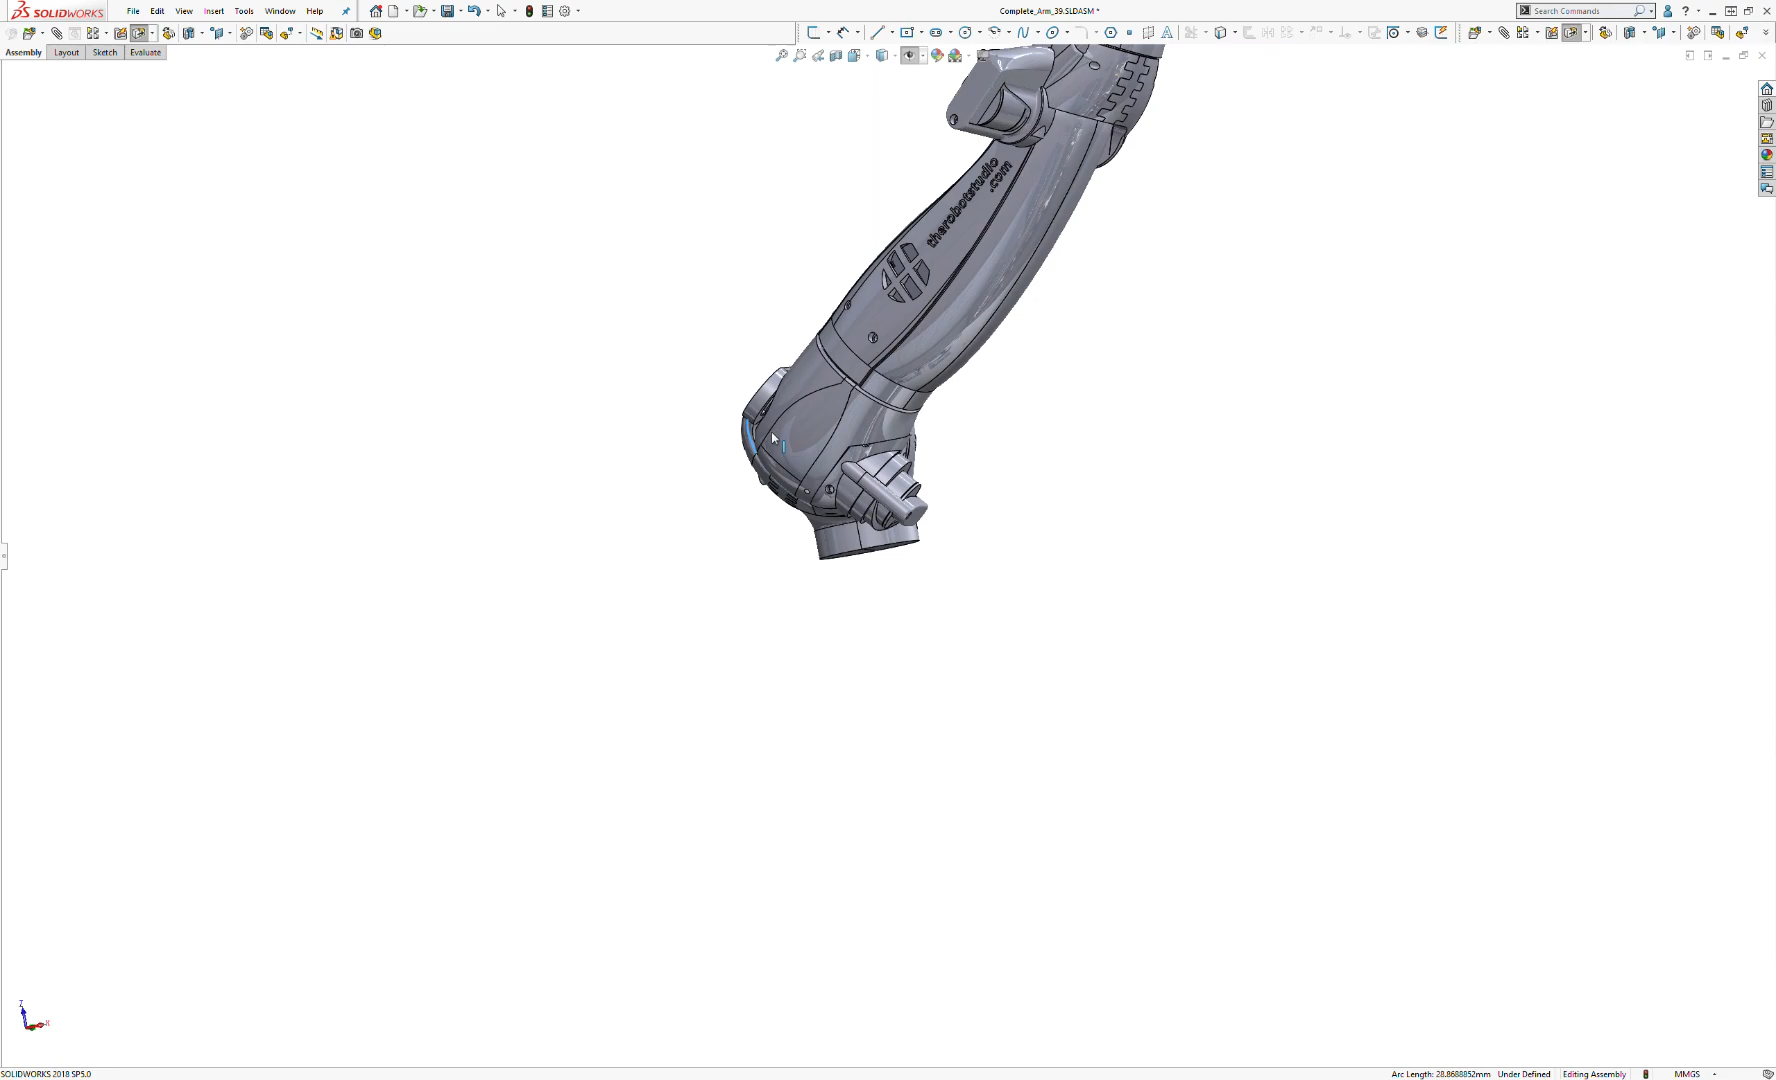 SOLIDWORKS
File Edit View Insert Tools Window Help
Complete_Arm_39.SLDASM *
Search Commands
?
Assembly Layout Sketch Evaluate
therobotstudio
.com
Z
X
SOLIDWORKS 2018 SP5.0
Arc Length: 28.8688852mm Under Defined Editing Assembly MMGS